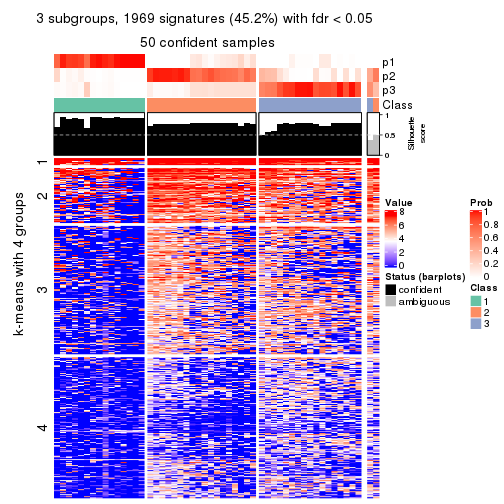 3 subgroups, 1969 signatures (45.2%) with fdr < 0.05
50 confident samples
p1
p2
p3
Class
1
0.5
0
Silhouette
score
k-means with 4 groups
1
2
3
4
Value
8
6
4
2
0
Status (barplots)
confident
ambiguous
Prob
1
0.8
0.6
0.4
0.2
0
Class
1
2
3